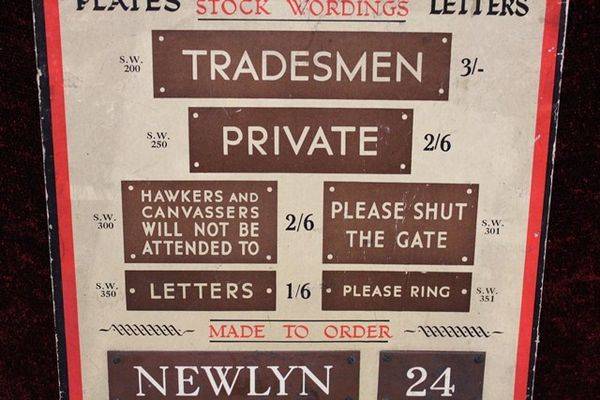 PLATES STOCK WORDINGS LETTERS
S.W. 200
TRADESMEN
3/-
S.W. 250
PRIVATE
2/6
S.W. 300
HAWKERS AND
CANVASSERS
WILL NOT BE
ATTENDED TO
2/6
PLEASE SHUT
THE GATE
S.W. 301
S.W. 350
LETTERS
1/6
PLEASE RING
S.W. 351
MADE TO ORDER
NEWLYN
24